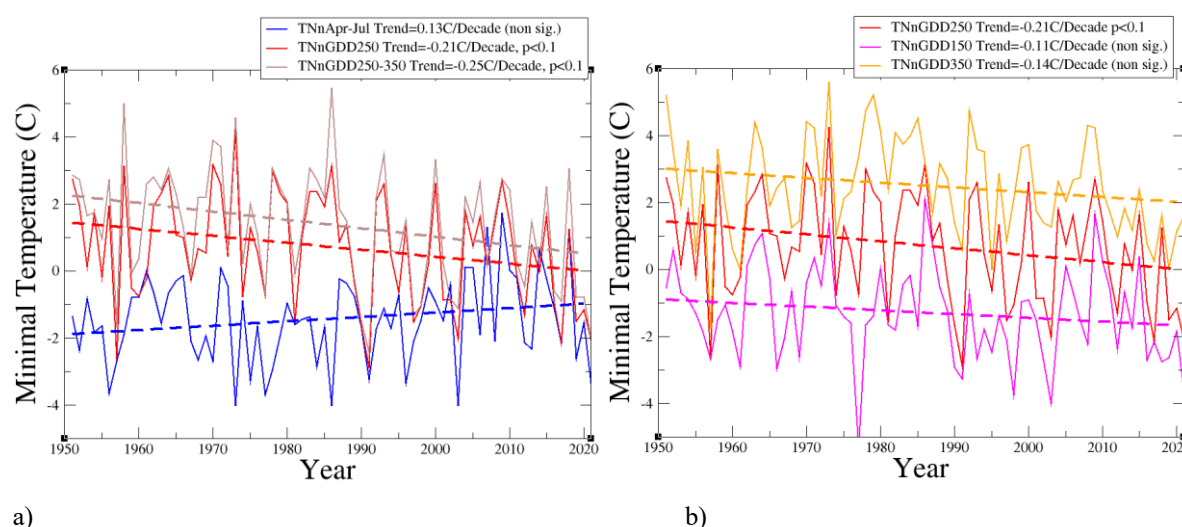 TNnApr-Jul Trend=0.13C/Decade (non sig.)
TNnGDD250 Trend=-0.21C/Decade, p<0.1
TNnGDD250-350 Trend=-0.25C/Decade, p<0.1
6
4
2
0
-2
-4
Minimal Temperature (C)
1950 1960 1970 1980 1990 2000 2010 2020
Year
a)
TNnGDD250 Trend=-0.21C/Decade p<0.1
TNnGDD150 Trend=-0.11C/Decade (non sig.)
TNnGDD350 Trend=-0.14C/Decade (non sig.)
6
4
2
0
-2
-4
Minimal Temperature (C)
1950 1960 1970 1980 1990 2000 2010 2020
Year
b)